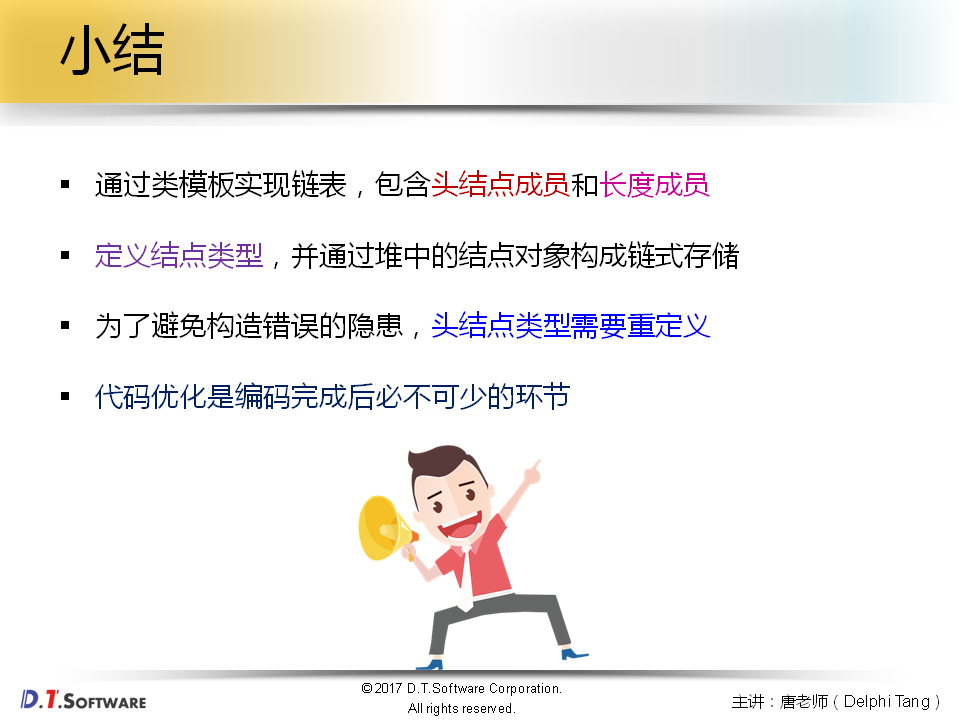 小结
▪ 通过类模板实现链表，包含头结点成员和长度成员
▪ 定义结点类型，并通过堆中的结点对象构成链式存储
▪ 为了避免构造错误的隐患，头结点类型需要重定义
▪ 代码优化是编码完成后必不可少的环节
D.T.SOFTWARE
©2017 D.T.Software Corporation.
All rights reserved.
主讲：唐老师（Delphi Tang）